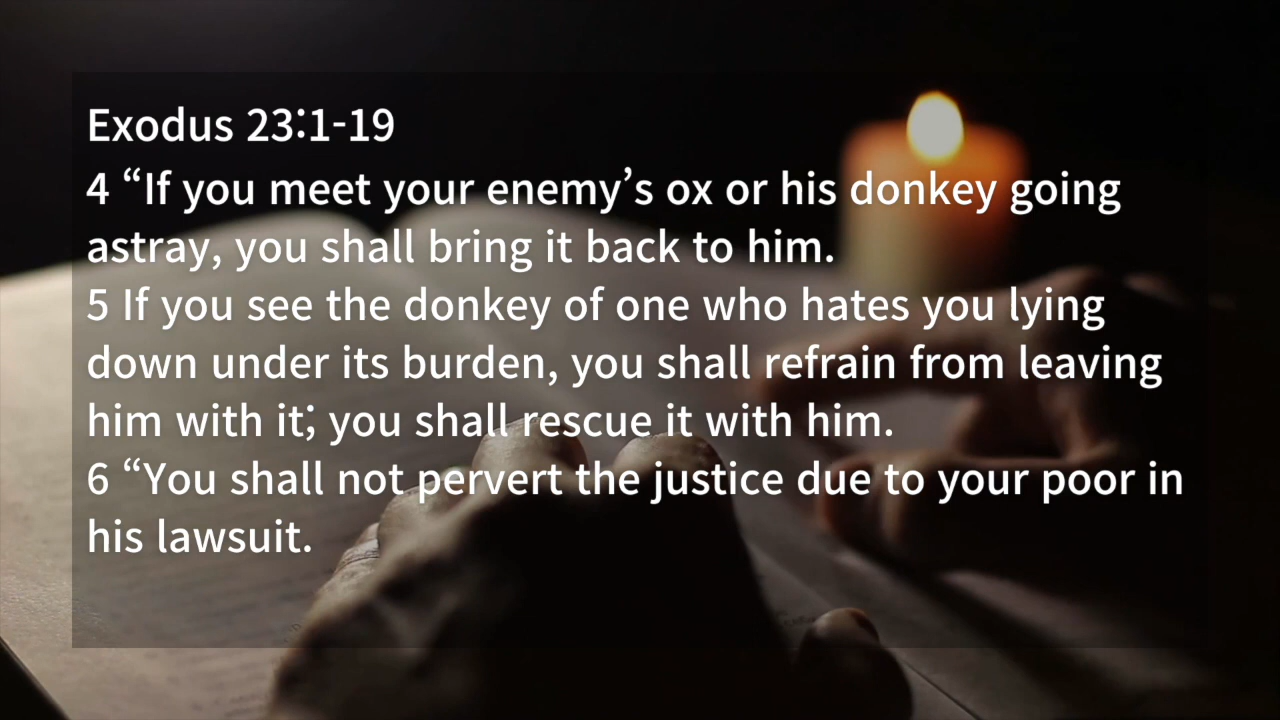 Exodus 23:1-19
4 “If you meet your enemy’s ox or his donkey going
astray, you shall bring it back to him.
5 If you see the donkey of one who hates you lying
down under its burden, you shall refrain from leaving
him with it; you shall rescue it with him.
6 “You shall not pervert the justice due to your poor in
his lawsuit.